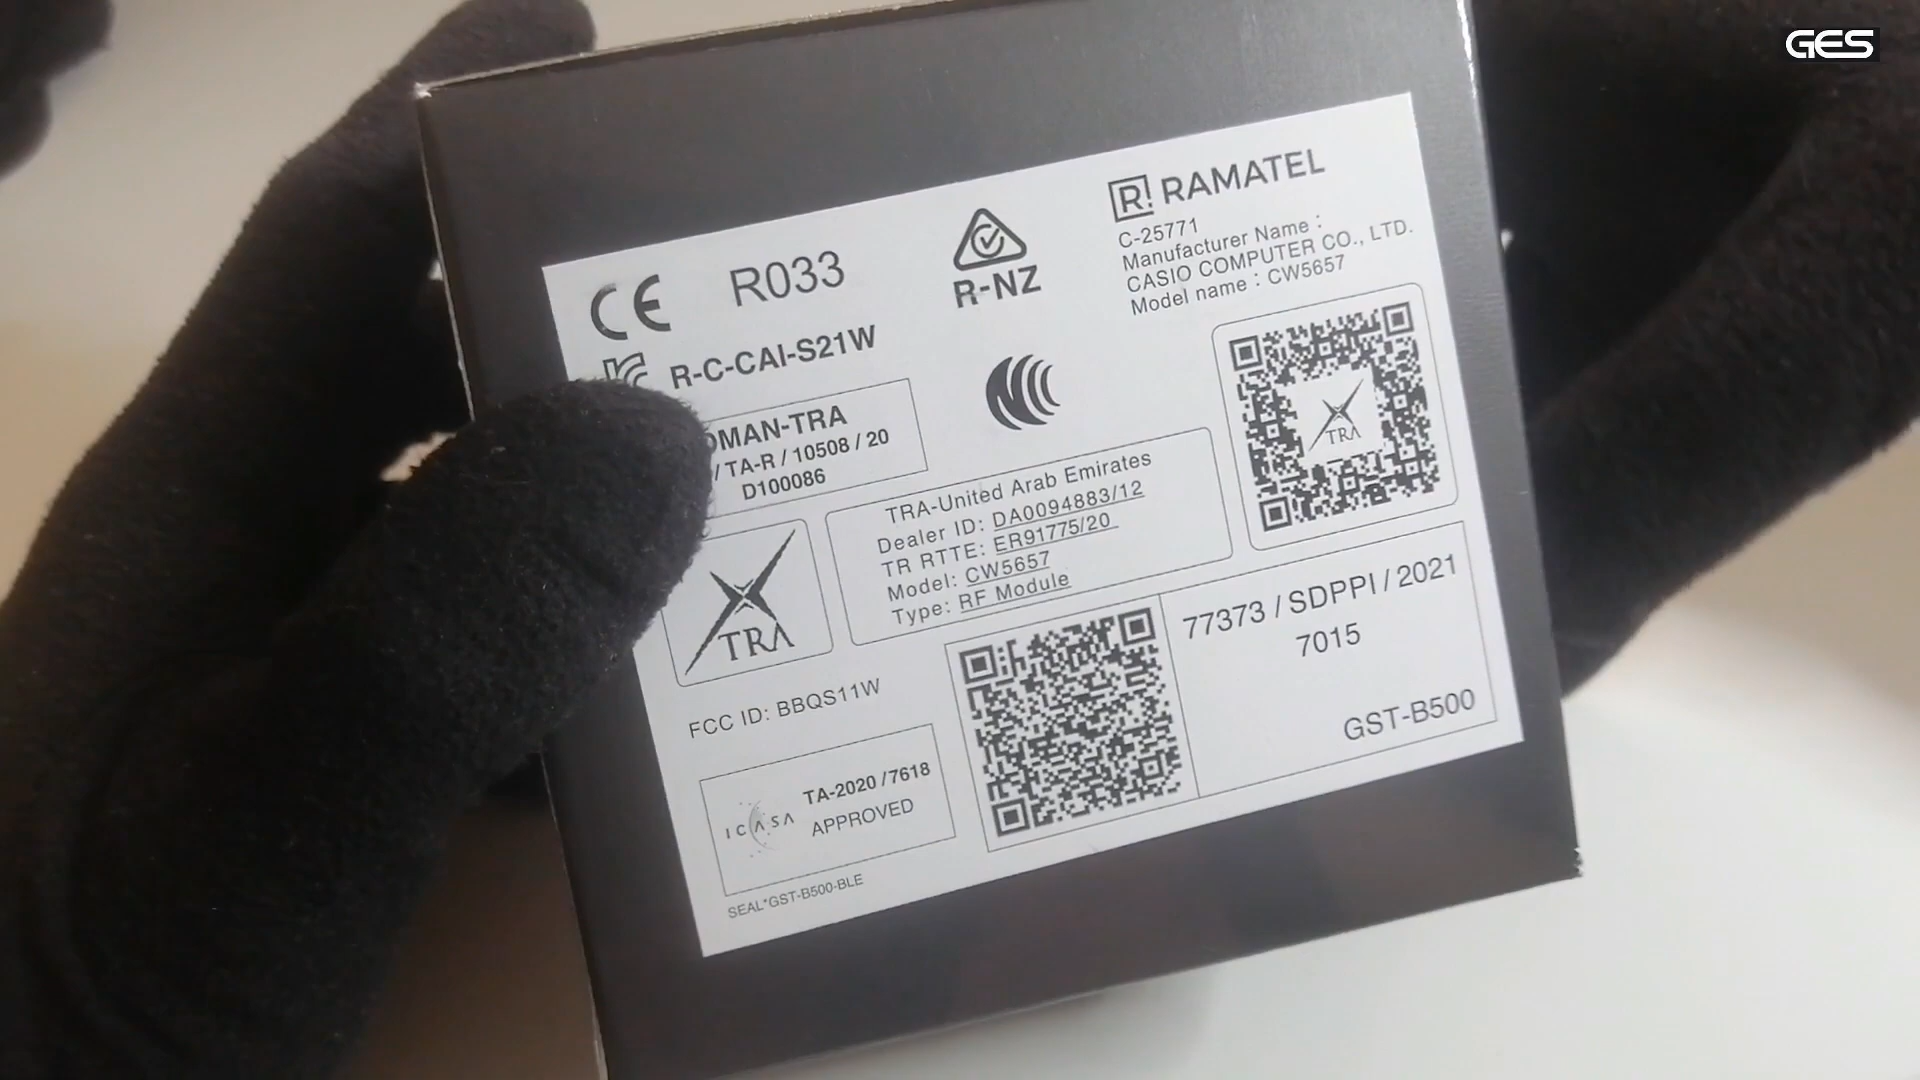 GES
CE
R033
R-NZ
R! RAMATEL
C-25771
Manufacturer Name :
CASIO COMPUTER CO., LTD.
Model name : CW5657
R-C-CAI-S21W
OMAN-TRA
/ TA-R / 10508 / 20
D100086
TRA
TRA-United Arab Emirates
Dealer ID: DA0094883/12
TR RTTE: ER91775/20
Model: CW5657
Type: RF Module
TRA
FCC ID: BBQS11W
77373 / SDPPI / 2021
7015
GST-B500
ICASA
TA-2020 / 7618
APPROVED
SEAL*GST-B500-BLE